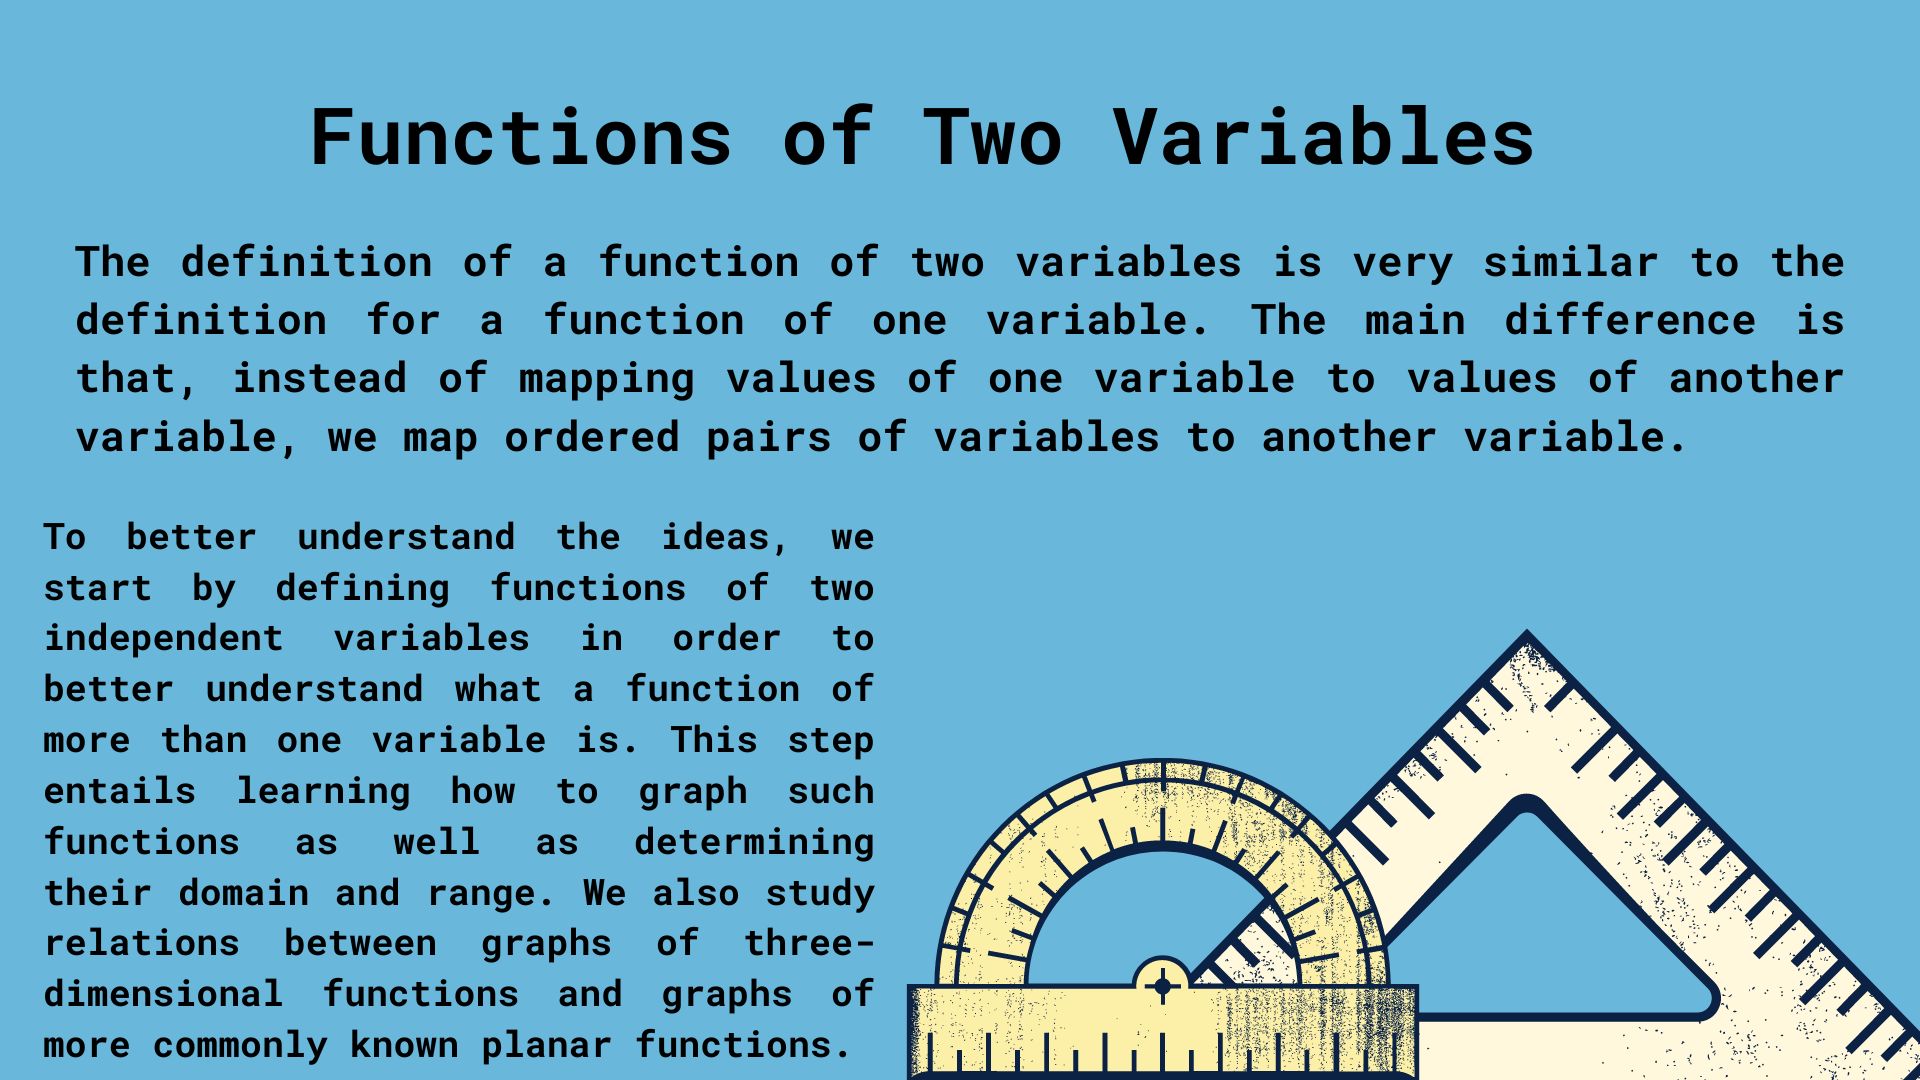 Functions of Two Variables
The definition of a function of two variables is very similar to the
definition for a function of one variable. The main difference is
that, instead of mapping values of one variable to values of another
variable, we map ordered pairs of variables to another variable.
To better understand the ideas, we
start by defining functions of two
independent variables in order to
better understand what a function of
more than one variable is. This step
entails learning how to graph such
functions as well as determining
their domain and range. We also study
relations between graphs of three-
dimensional functions and graphs of
more commonly known planar functions.